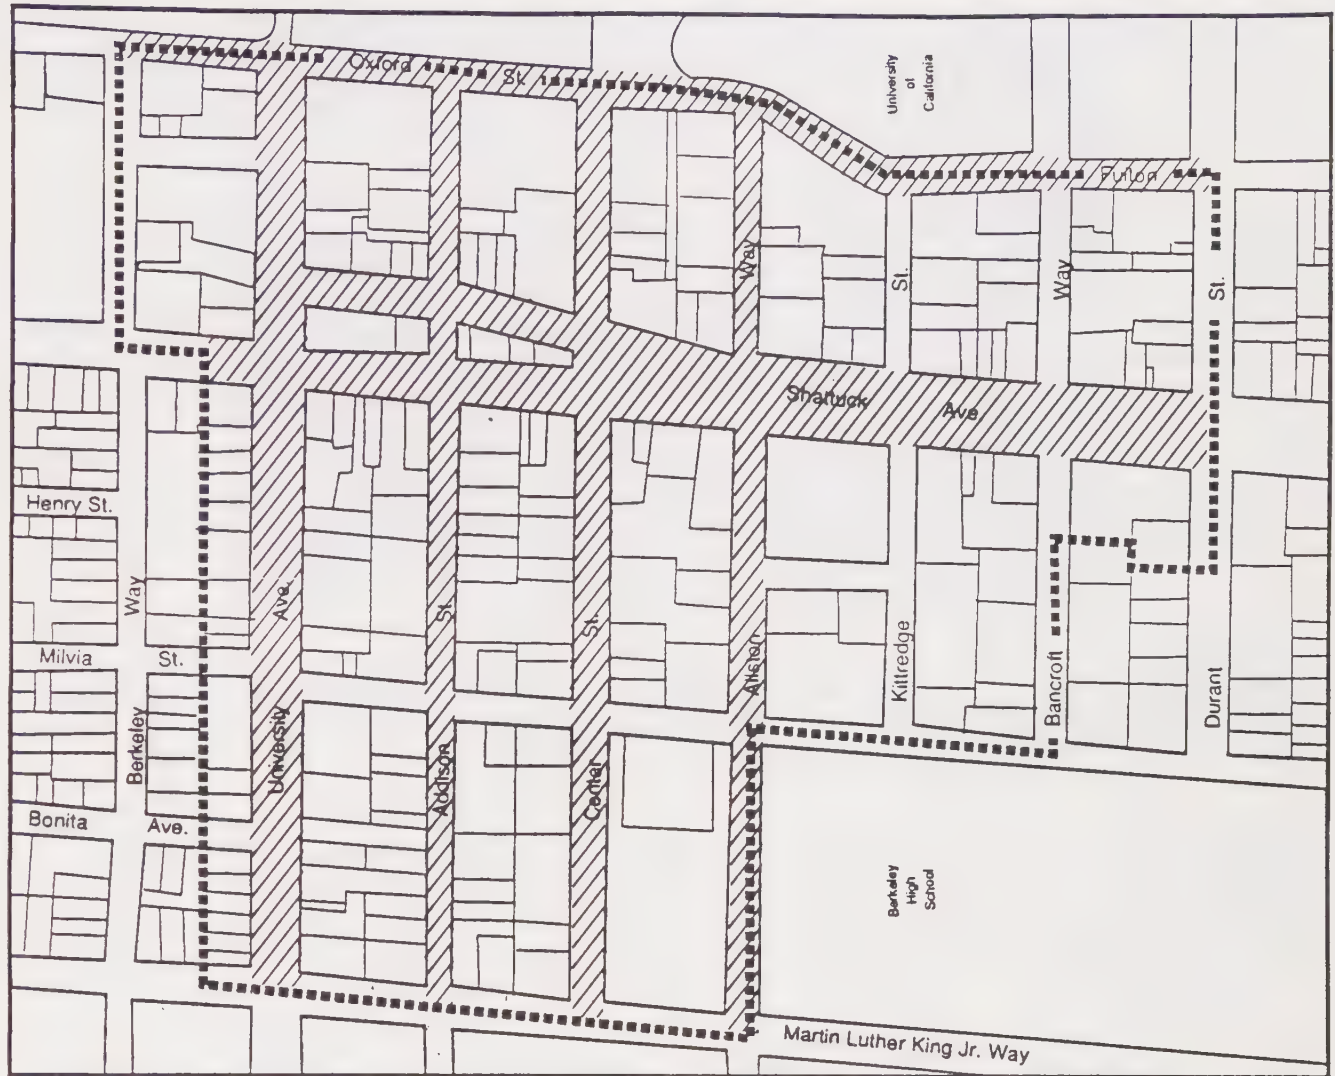 Oxford St.
University
of
California
Fulton
Way
St.
Way
St.
Shattuck Ave
Henry St.
Way
Ave.
St.
St.
Milvia St.
Allston
Kittredge
Bancroft
Durant
Berkeley
University
Addison
Center
Bonita Ave.
Berkeley
High
School
Martin Luther King Jr. Way